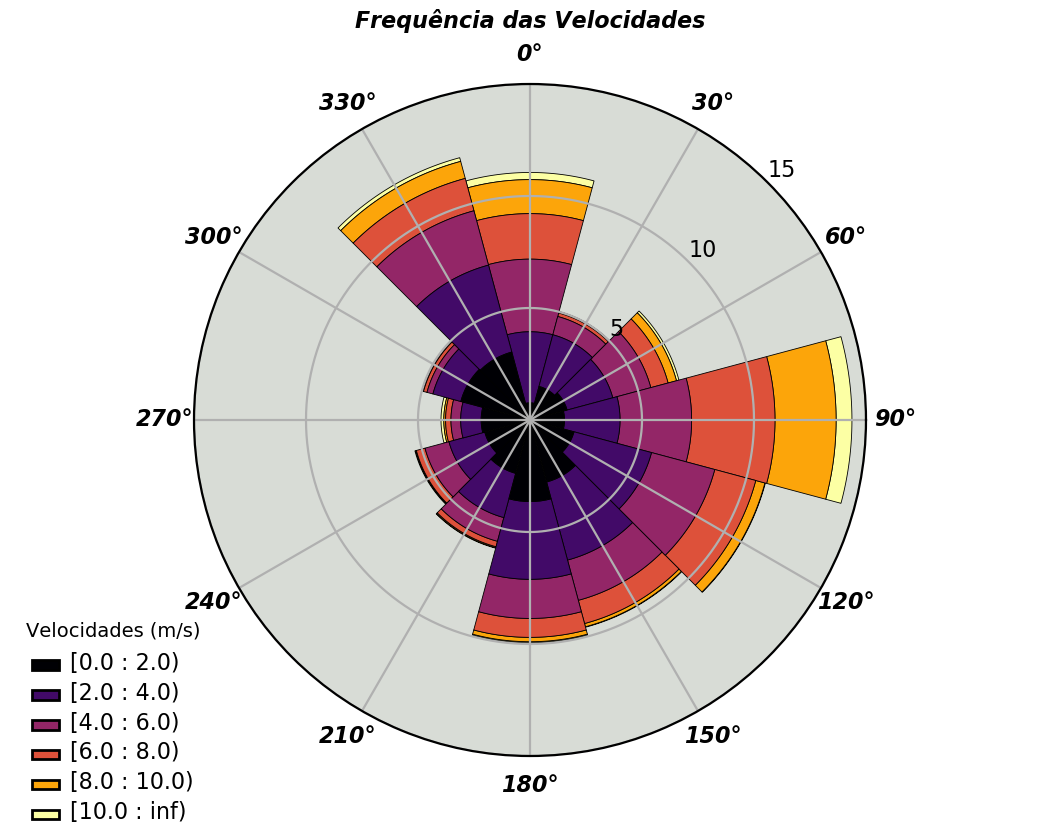 Frequência das Velocidades
0°
330°
30°
15
300°
60°
10
5
270°
90°
240°
120°
Velocidades (m/s)
[0.0 : 2.0)
[2.0 : 4.0)
[4.0 : 6.0)
210°
150°
[6.0 : 8.0)
[8.0 : 10.0)
180°
[10.0 : inf)